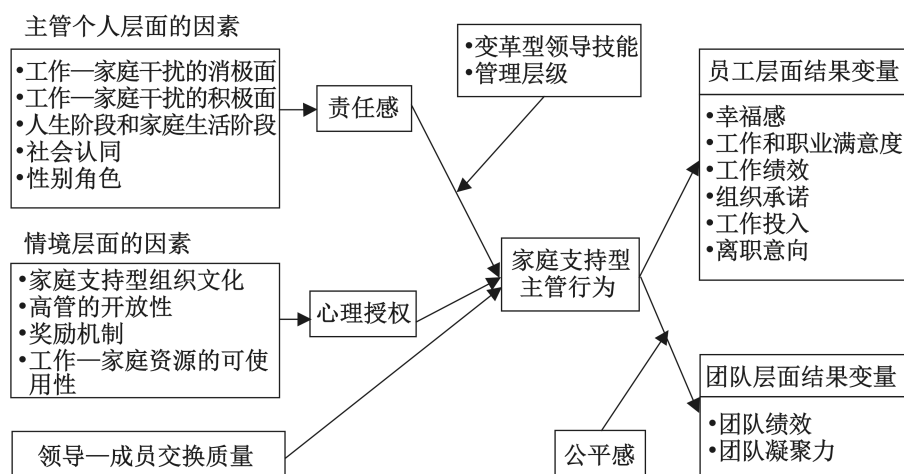 主管个人层面的因素
•工作—家庭干扰的消极面
•工作—家庭干扰的积极面
•人生阶段和家庭生活阶段
•社会认同
•性别角色
责任感
•变革型领导技能
•管理层级
情境层面的因素
•家庭支持型组织文化
•高管的开放性
•奖励机制
•工作—家庭资源的可使
用性
心理授权
领导—成员交换质量
家庭支持型
主管行为
公平感
员工层面结果变量
•幸福感
•工作和职业满意度
•工作绩效
•组织承诺
•工作投入
•离职意向
团队层面结果变量
•团队绩效
•团队凝聚力